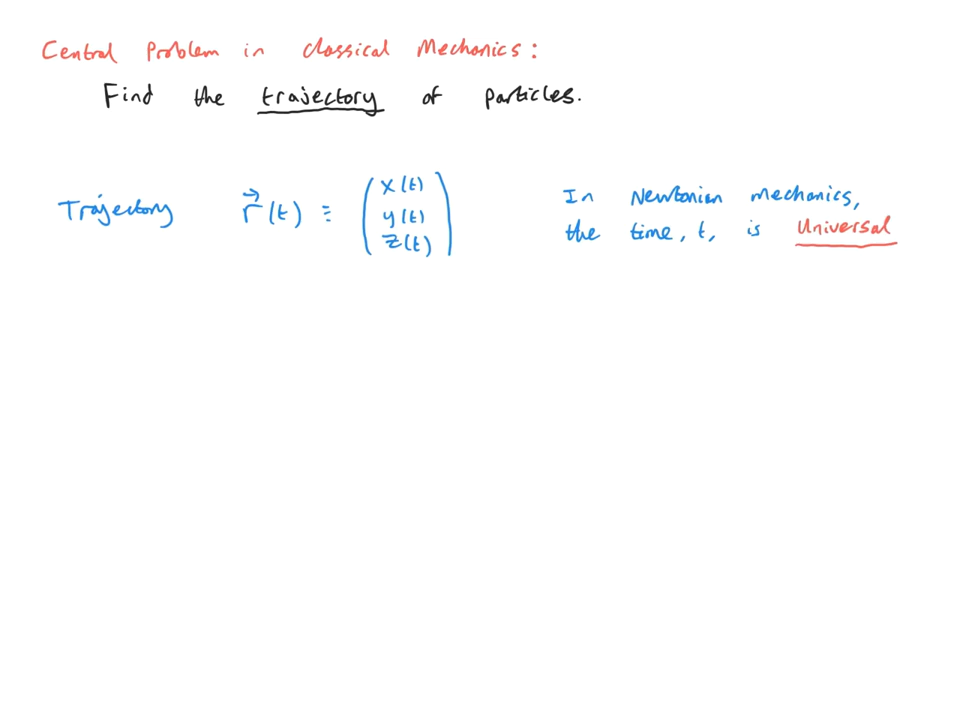 Central Problem in Classical Mechanics:
Find the trajectory of particles.
Trajectory r⃗(t) ≡ ( x(t) y(t) z(t) )
In Newtonian mechanics,
the time, t, is Universal